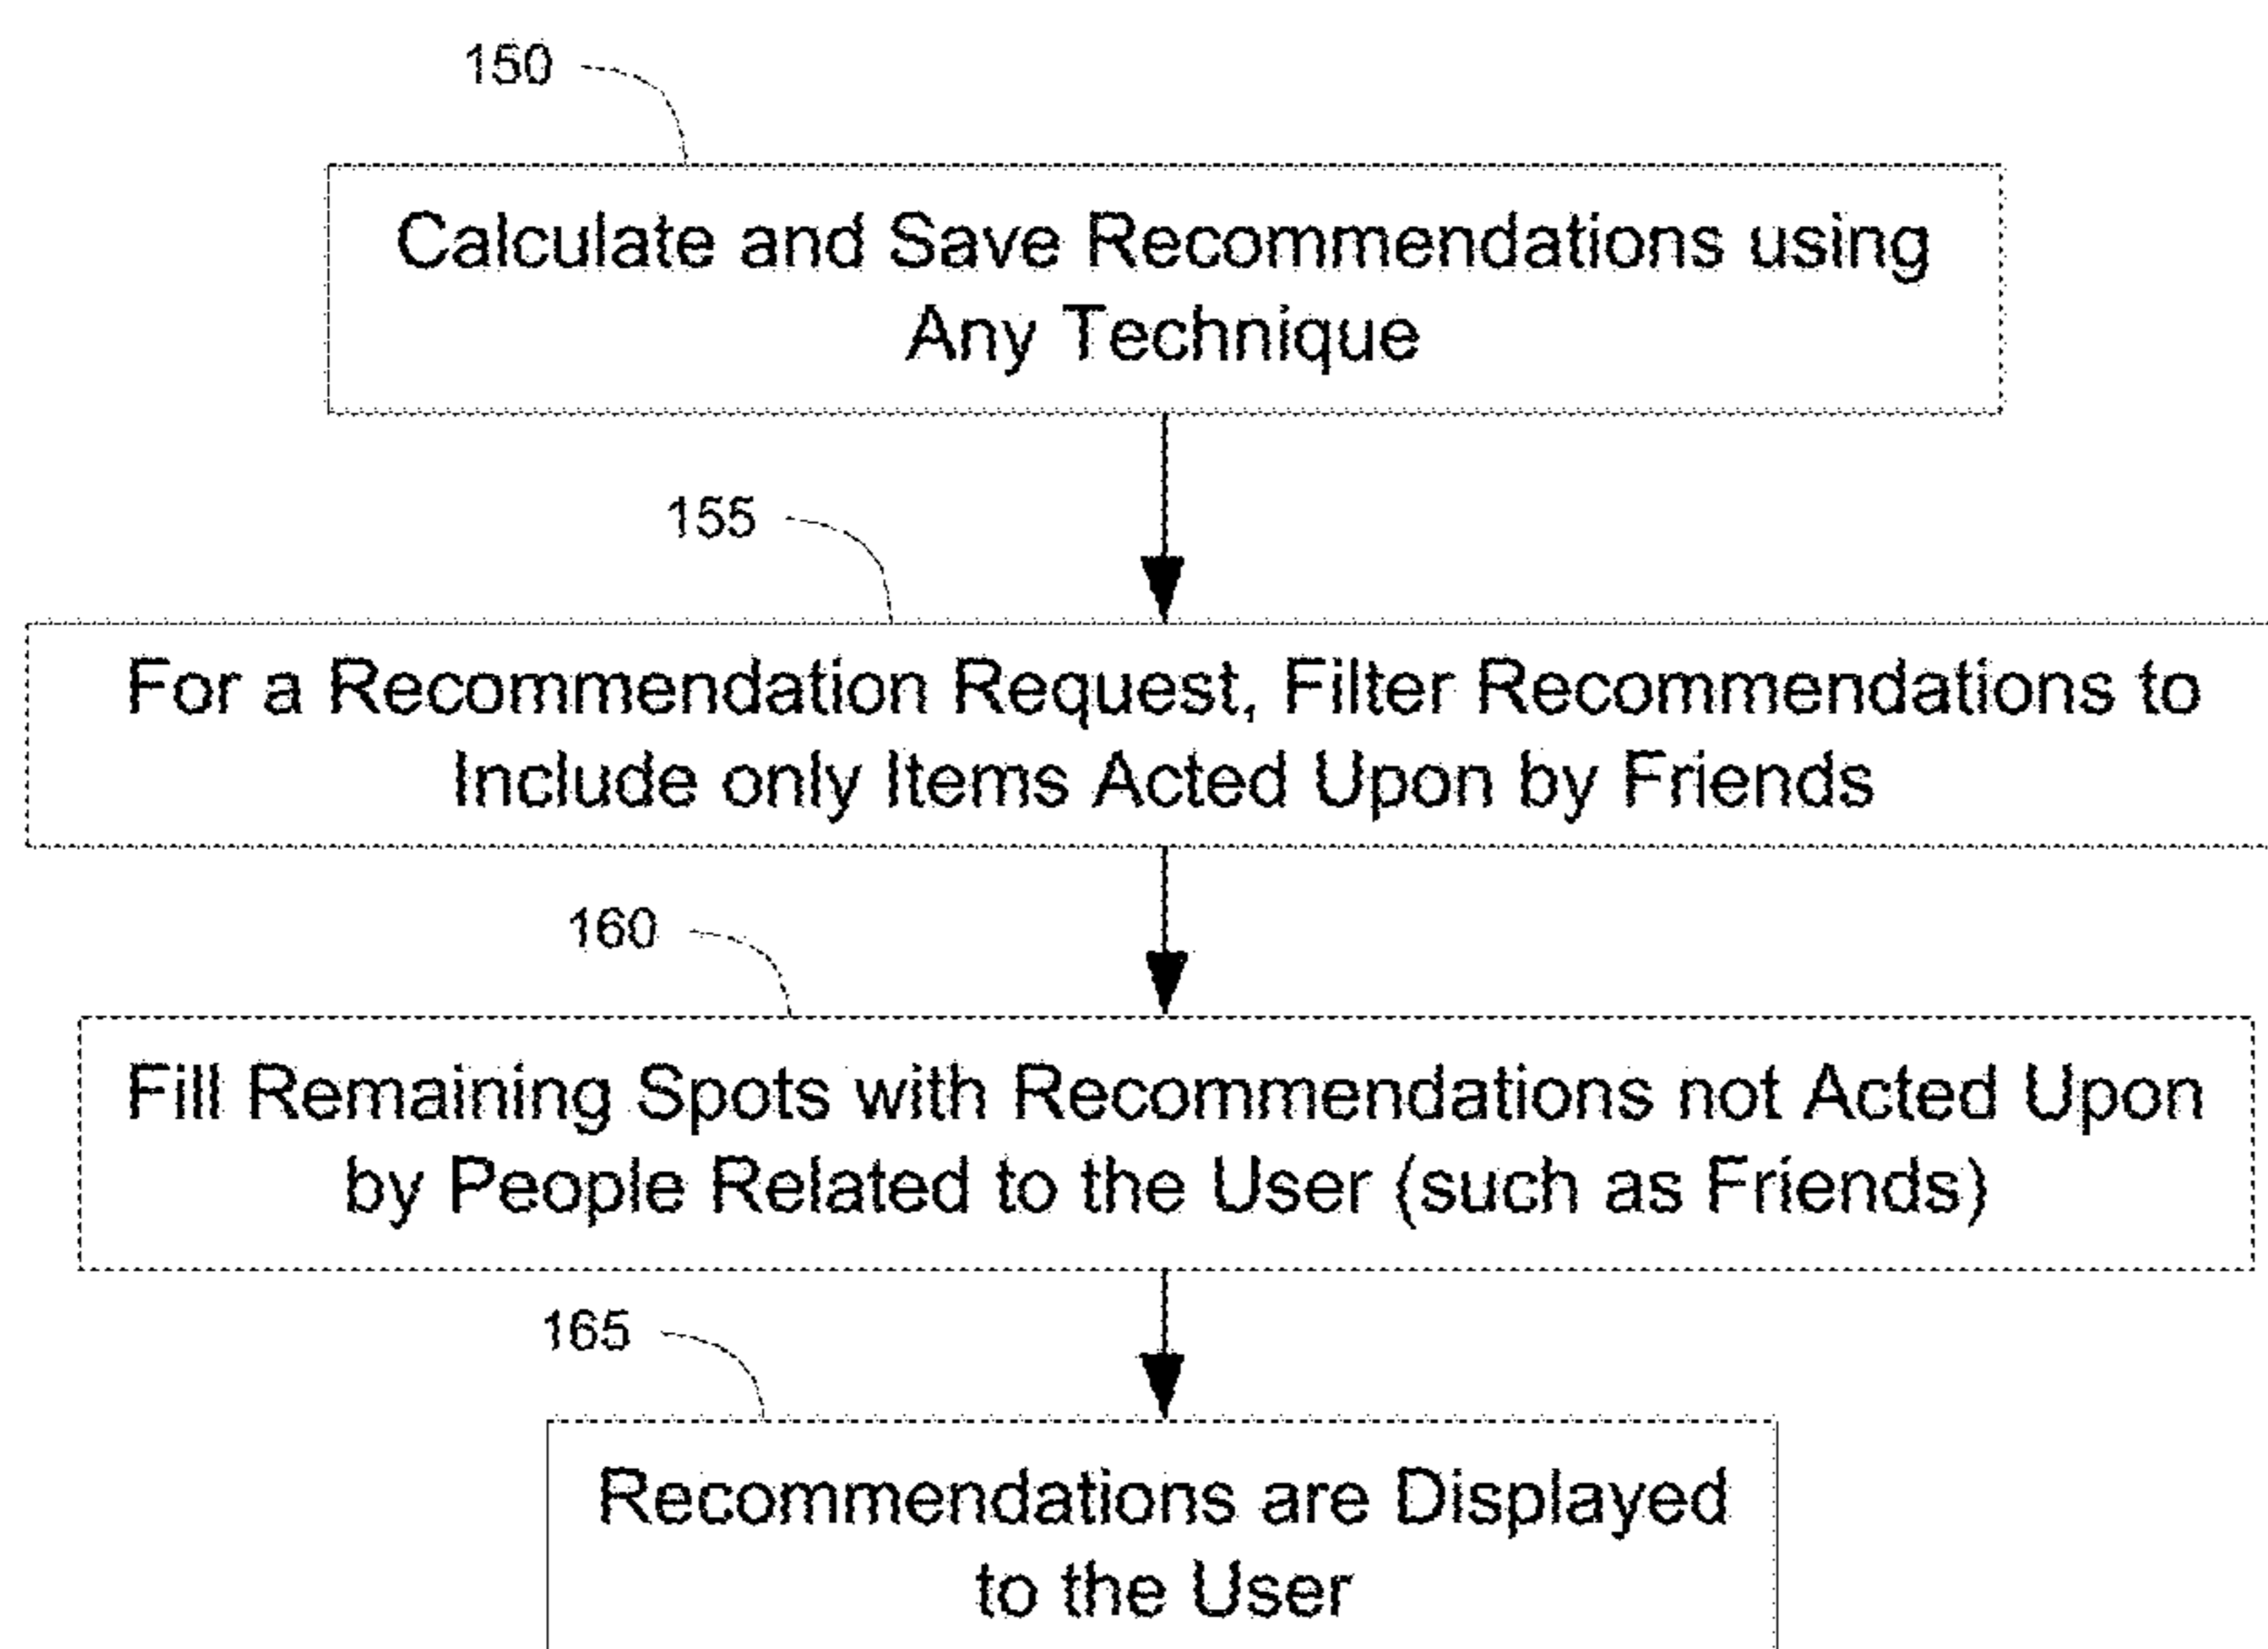 150
Calculate and Save Recommendations using
Any Technique
155
For a Recommendation Request, Filter Recommendations to
Include only Items Acted Upon by Friends
160
Fill Remaining Spots with Recommendations not Acted Upon
by People Related to the User (such as Friends)
165
Recommendations are Displayed
to the User